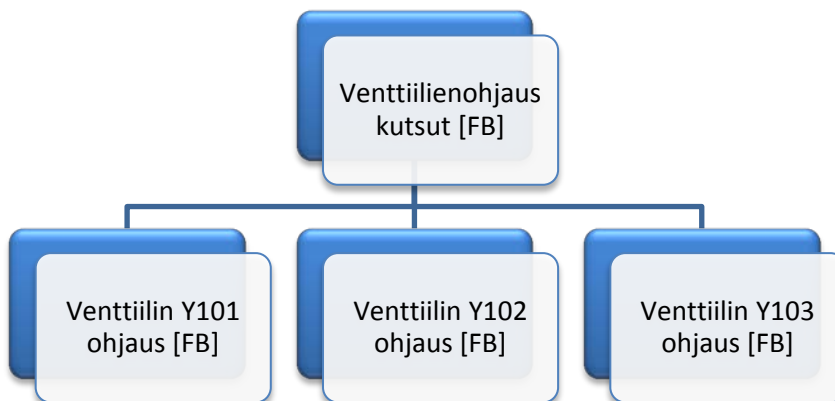 Venttiilienohjaus
kutsut [FB]
Venttiilin Y101
ohjaus [FB]
Venttiilin Y102
ohjaus [FB]
Venttiilin Y103
ohjaus [FB]